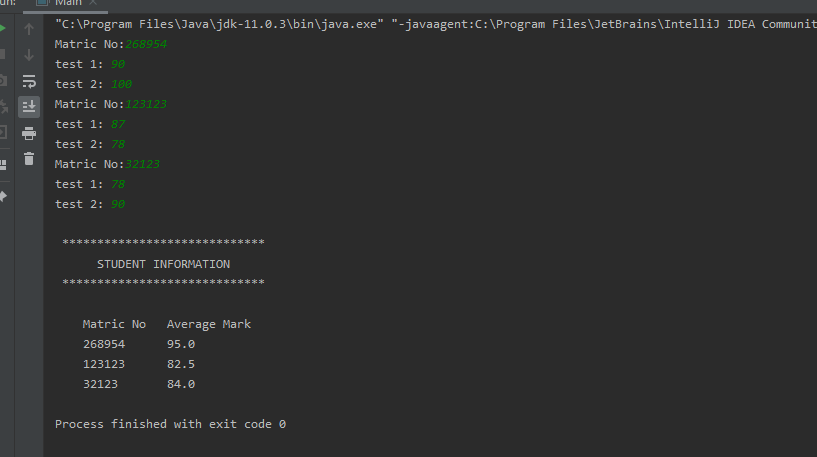 un: Main
"C:\Program Files\Java\jdk-11.0.3\bin\java.exe" "-javaagent:C:\Program Files\JetBrains\IntelliJ IDEA Communit
Matric No:268954
test 1: 90
test 2: 100
Matric No:123123
test 1: 87
test 2: 78
Matric No:32123
test 1: 78
test 2: 90
*****************************
STUDENT INFORMATION
*****************************
Matric No Average Mark
268954 95.0
123123 82.5
32123 84.0
Process finished with exit code 0